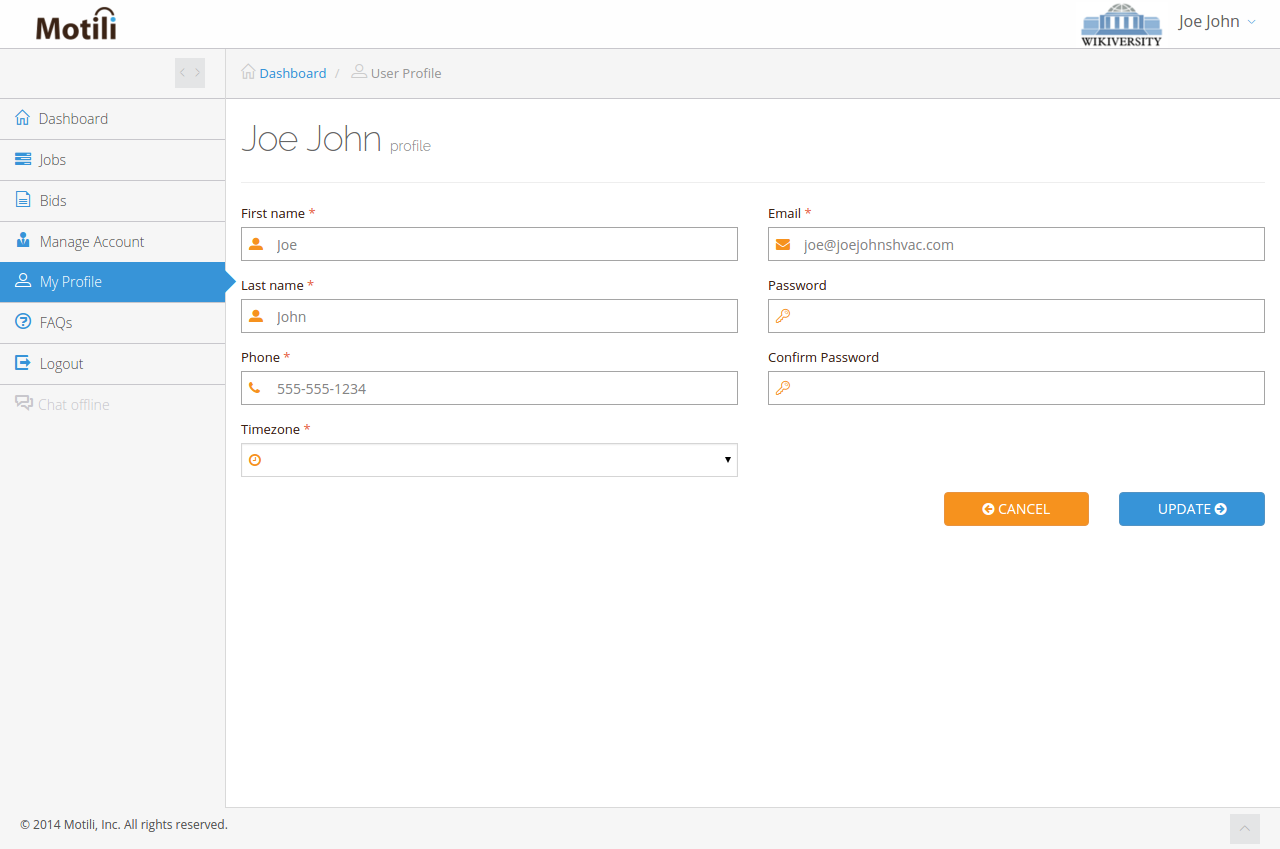 Motili
WIKIVERSITY
Joe John
Dashboard / User Profile
Dashboard
Jobs
Bids
Manage Account
My Profile
FAQs
Logout
Chat offline
Joe John profile
First name *
Joe
Email *
joe@joejohnshvac.com
Last name *
John
Password
Phone *
555-555-1234
Confirm Password
Timezone *
CANCEL
UPDATE
© 2014 Motili, Inc. All rights reserved.